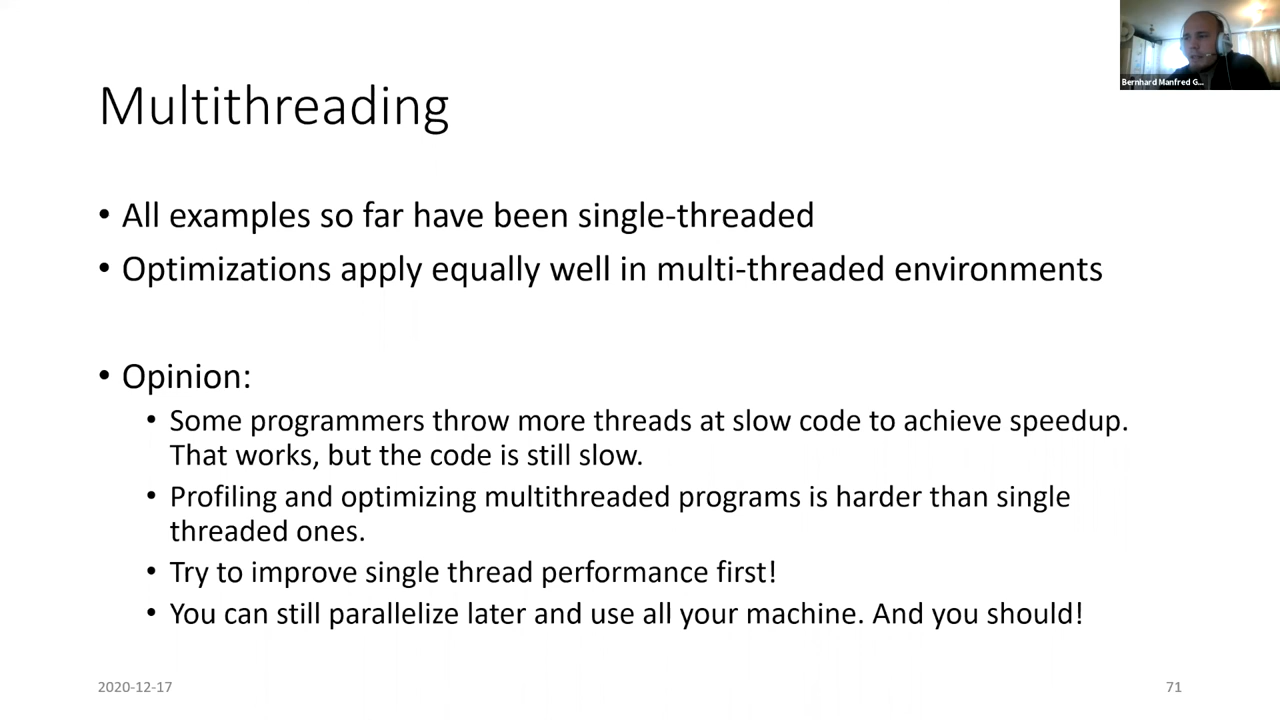 Bernhard Manfred G...
Multithreading
• All examples so far have been single-threaded
• Optimizations apply equally well in multi-threaded environments
• Opinion:
• Some programmers throw more threads at slow code to achieve speedup.
That works, but the code is still slow.
• Profiling and optimizing multithreaded programs is harder than single
threaded ones.
• Try to improve single thread performance first!
• You can still parallelize later and use all your machine. And you should!
2020-12-17
71